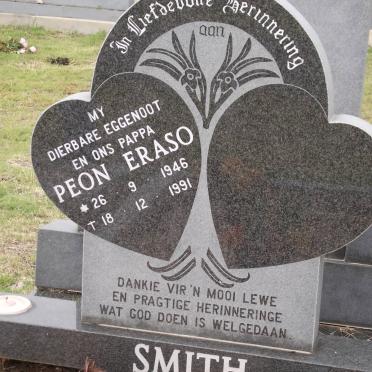 In Liefdevolle Herinnering
aan
MY
DIERBARE EGGENOOT
EN ONS PAPPA
PEON ERASO
* 26 9 1946
† 18 12 1991
DANKIE VIR 'N MOOI LEWE
EN PRAGTIGE HERINNERINGE
WAT GOD DOEN IS WELGEDAAN
SMITH